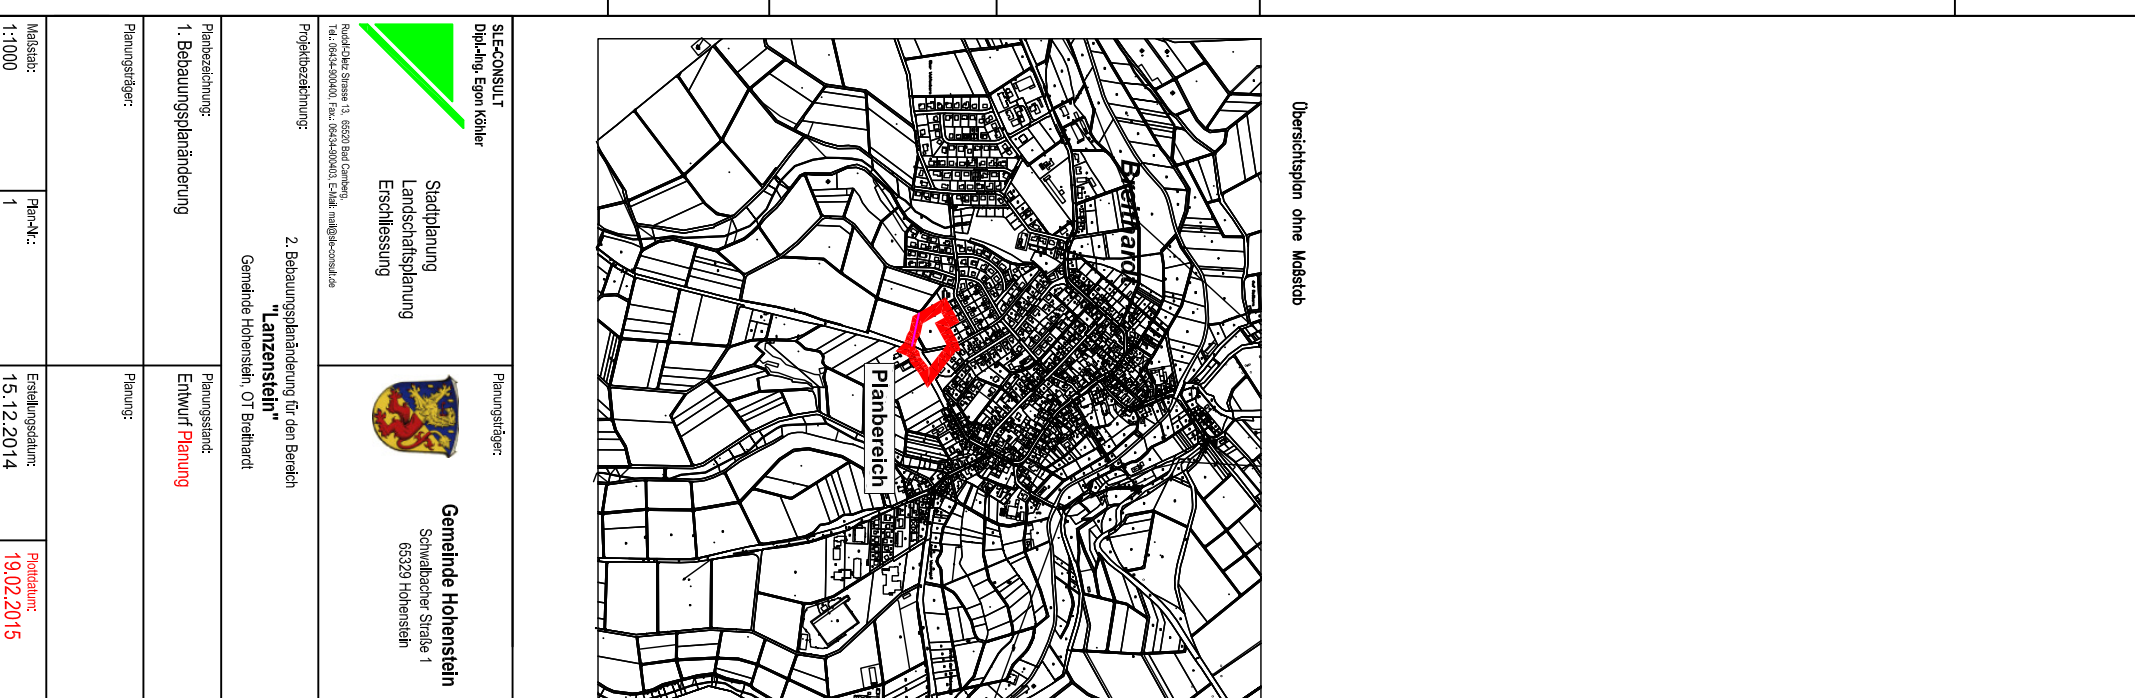 Übersichtsplan ohne Maßstab
Breithardt
Planbereich
SLE-CONSULT
Dipl.-Ing. Egon Köhler
Stadtplanung
Landschaftsplanung
Erschliessung
Rudolf-Dietz Strasse 13, 65520 Bad Camberg,
Tel.: 06434-900400, Fax.: 06434-900403, E-Mail: mail@sle-consult.de
Planungsträger:
Gemeinde Hohenstein
Schwalbacher Straße 1
65329 Hohenstein
Projektbezeichnung:
2. Bebauungsplanänderung für den Bereich
"Lanzenstein"
Gemeinde Hohenstein, OT Breithardt
Planbezeichnung:
1. Bebauungsplanänderung
Planungsstand:
Entwurf Planung
Planungsträger:
Planung:
Maßstab:
1:1000
Plan-Nr.:
1
Erstellungsdatum:
15.12.2014
Plottdatum:
19.02.2015